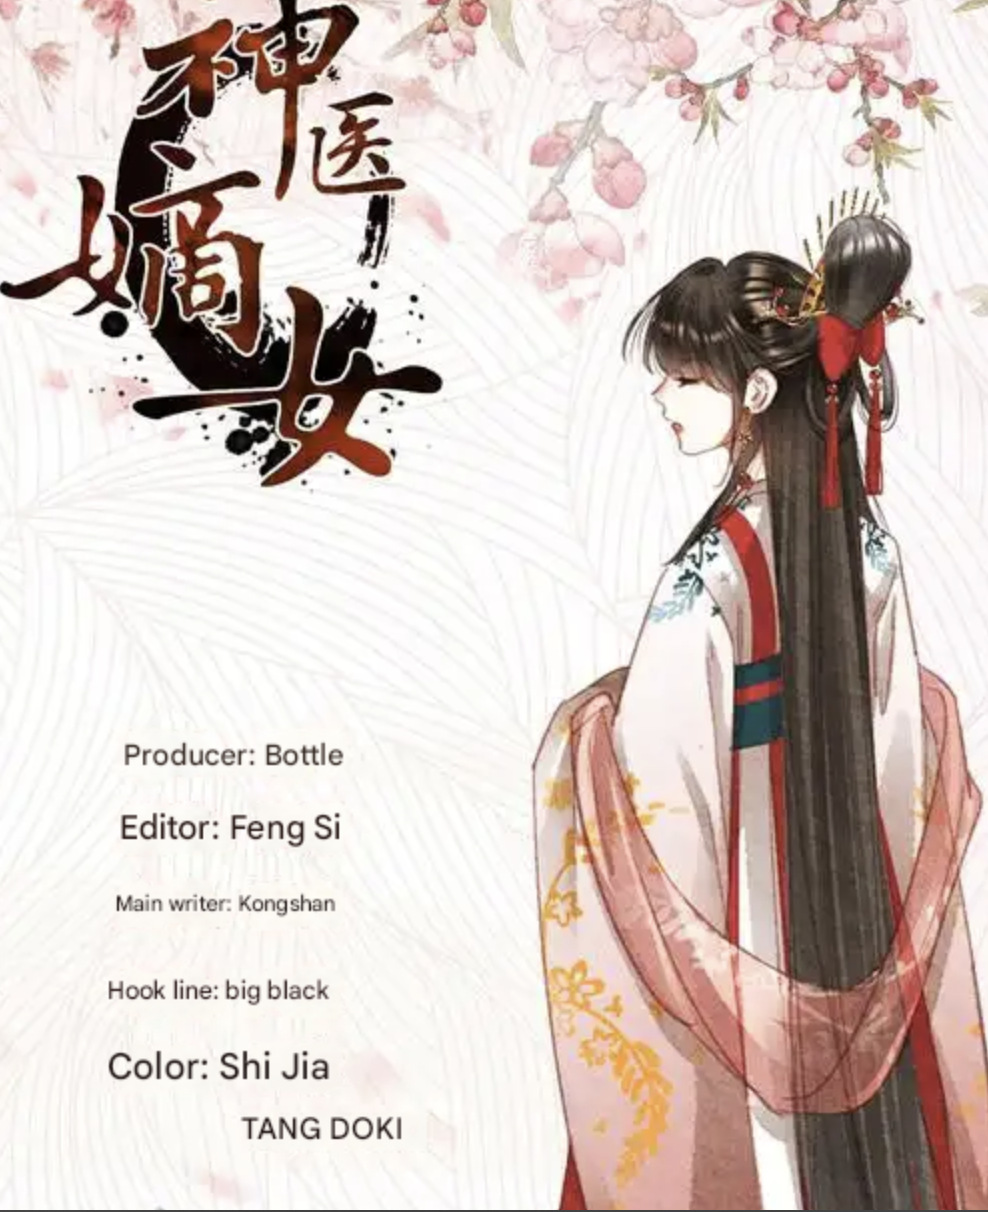 神医
嫡女
Producer: Bottle
Editor: Feng Si
Main writer: Kongshan
Hook line: big black
Color: Shi Jia
TANG DOKI